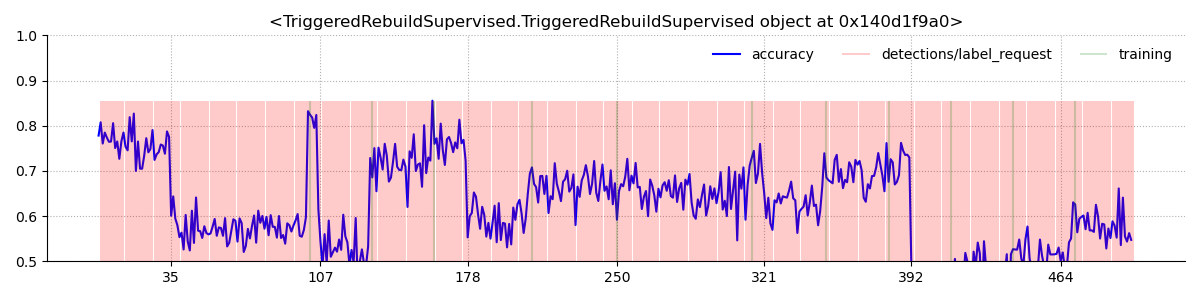 <TriggeredRebuildSupervised.TriggeredRebuildSupervised object at 0x140d1f9a0>
accuracy detections/label_request training
1.0
0.9
0.8
0.7
0.6
0.5
35 107 178 250 321 392 464